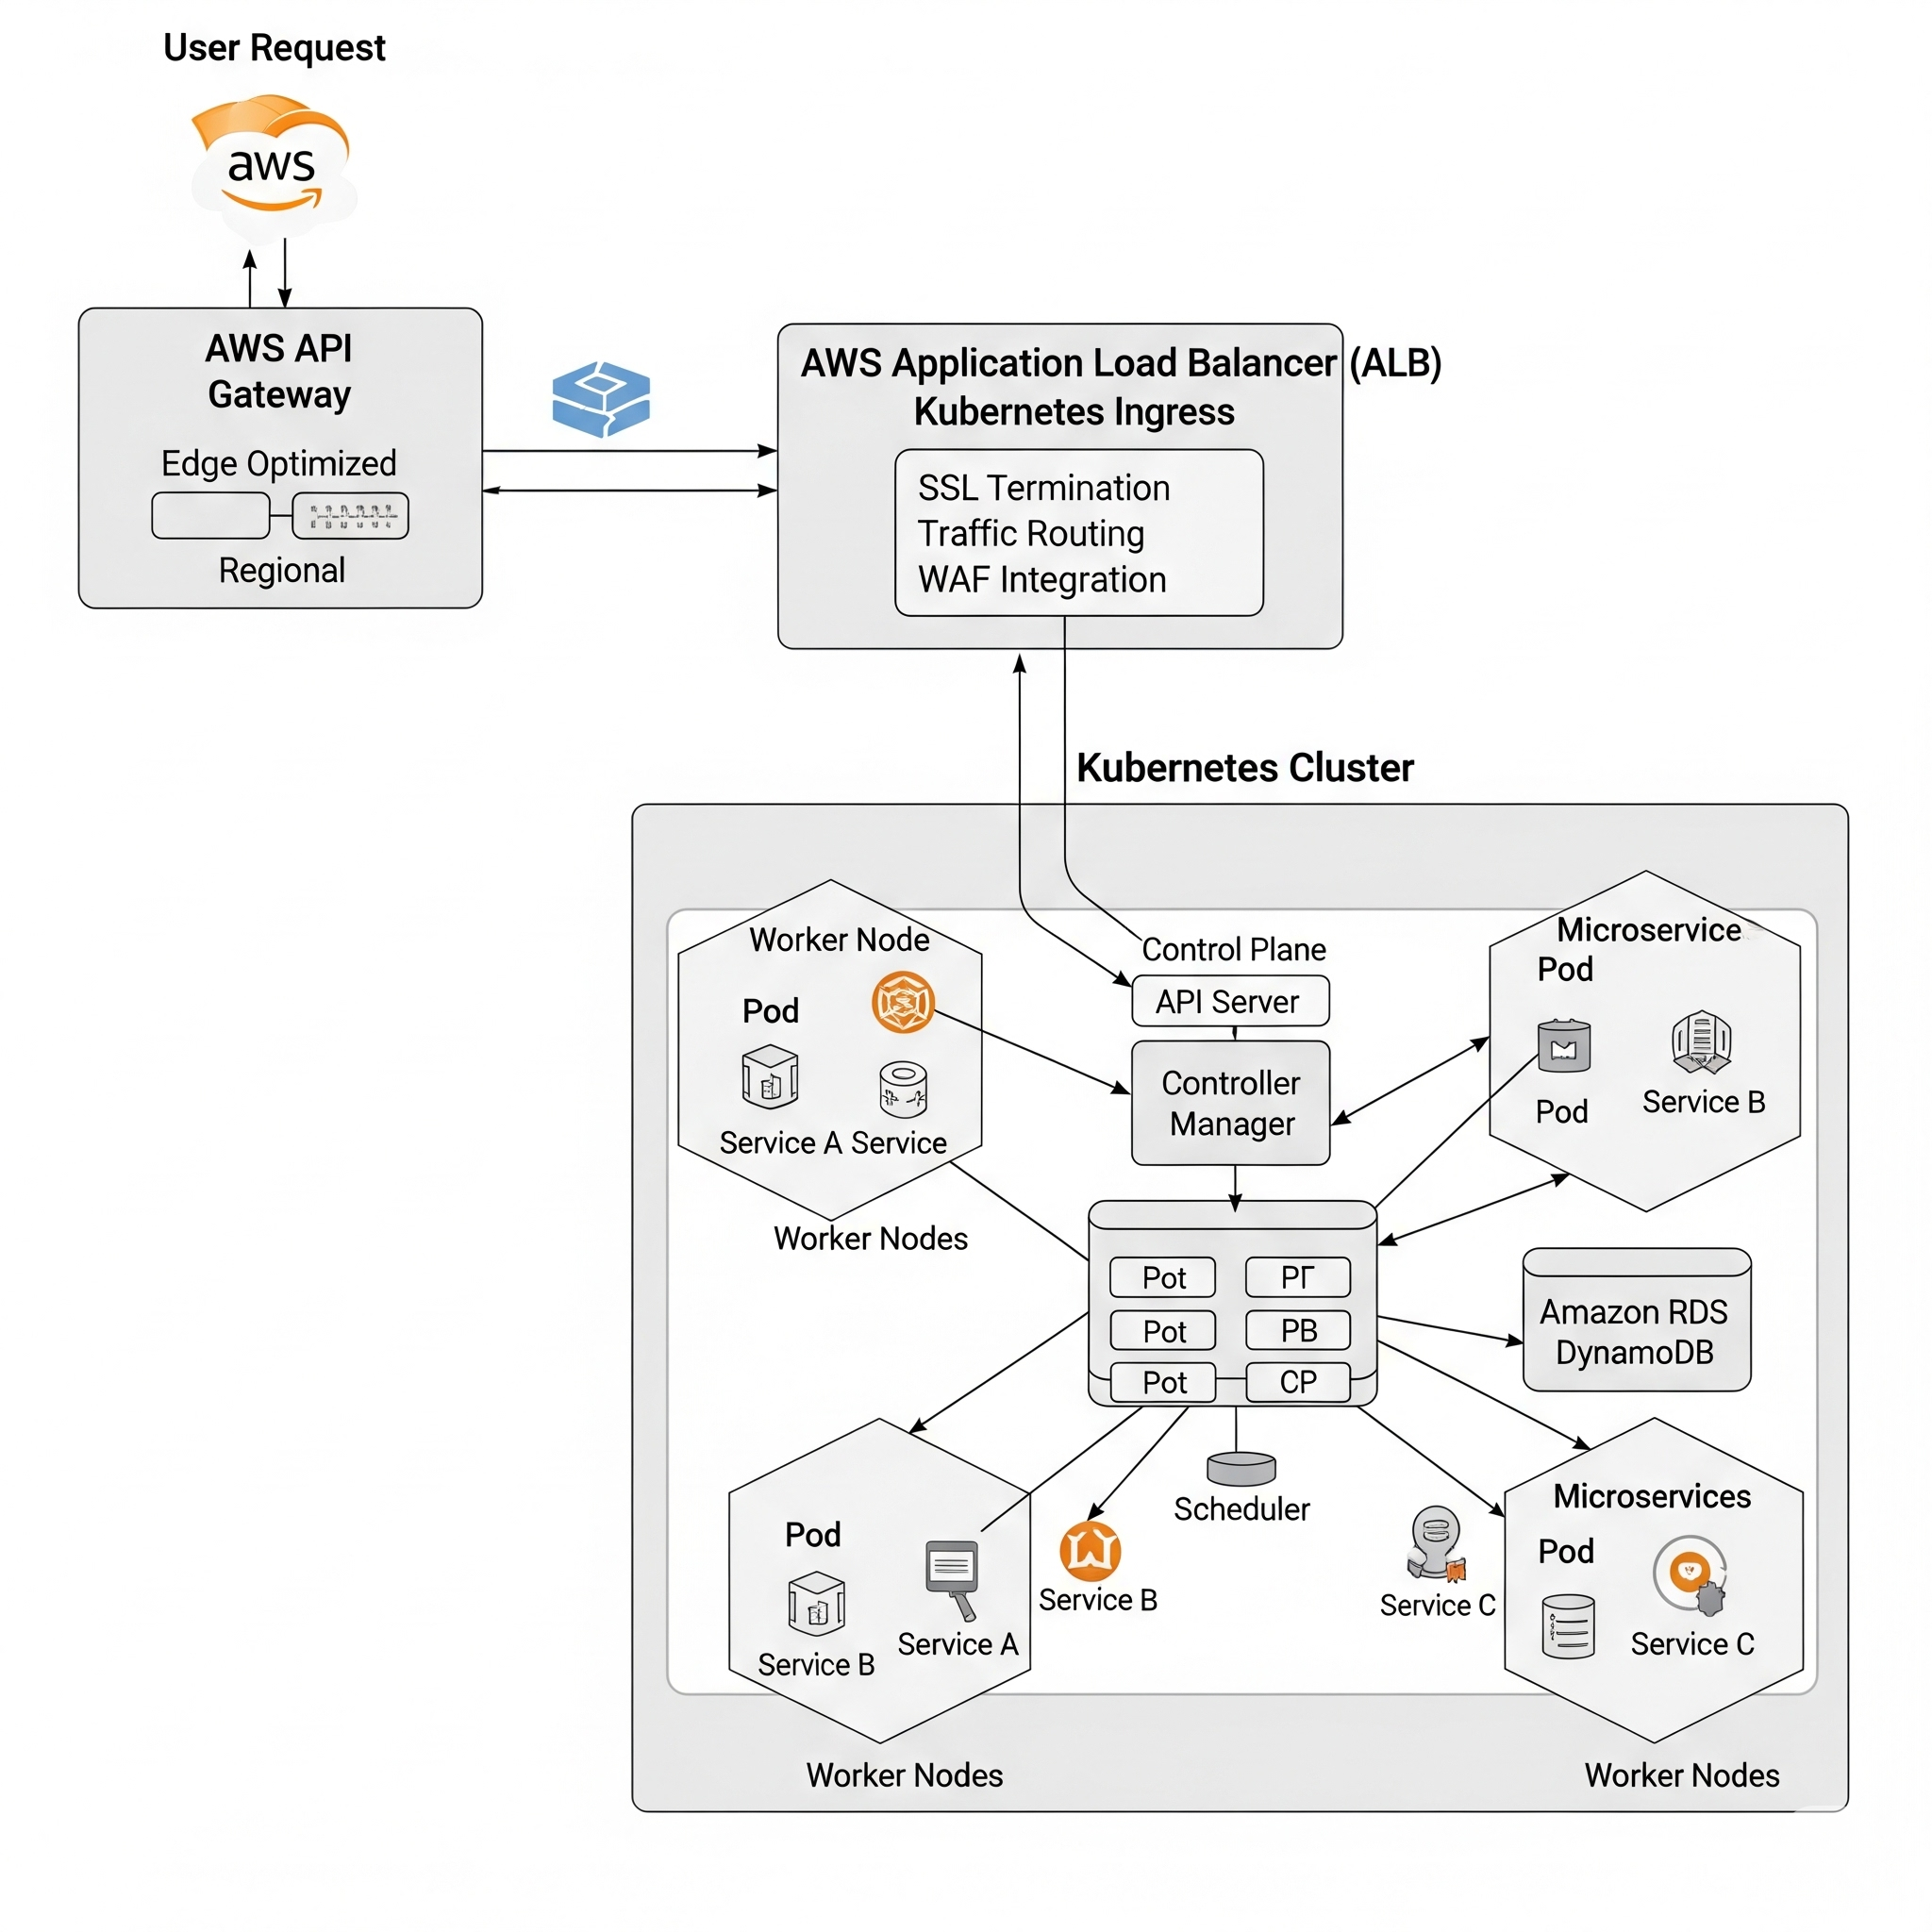 User Request
aws
AWS API
Gateway
Edge Optimized
Regional
AWS Application Load Balancer (ALB)
Kubernetes Ingress
SSL Termination
Traffic Routing
WAF Integration
Kubernetes Cluster
Worker Node
Pod
Service A Service
Worker Nodes
Control Plane
API Server
Controller
Manager
Microservice
Pod
Pod
Service B
Pot
PΓ
Pot
PB
Pot
CP
Amazon RDS
DynamoDB
Scheduler
Pod
Service B
Service A
Service B
Service C
Microservices
Pod
Service C
Worker Nodes
Worker Nodes